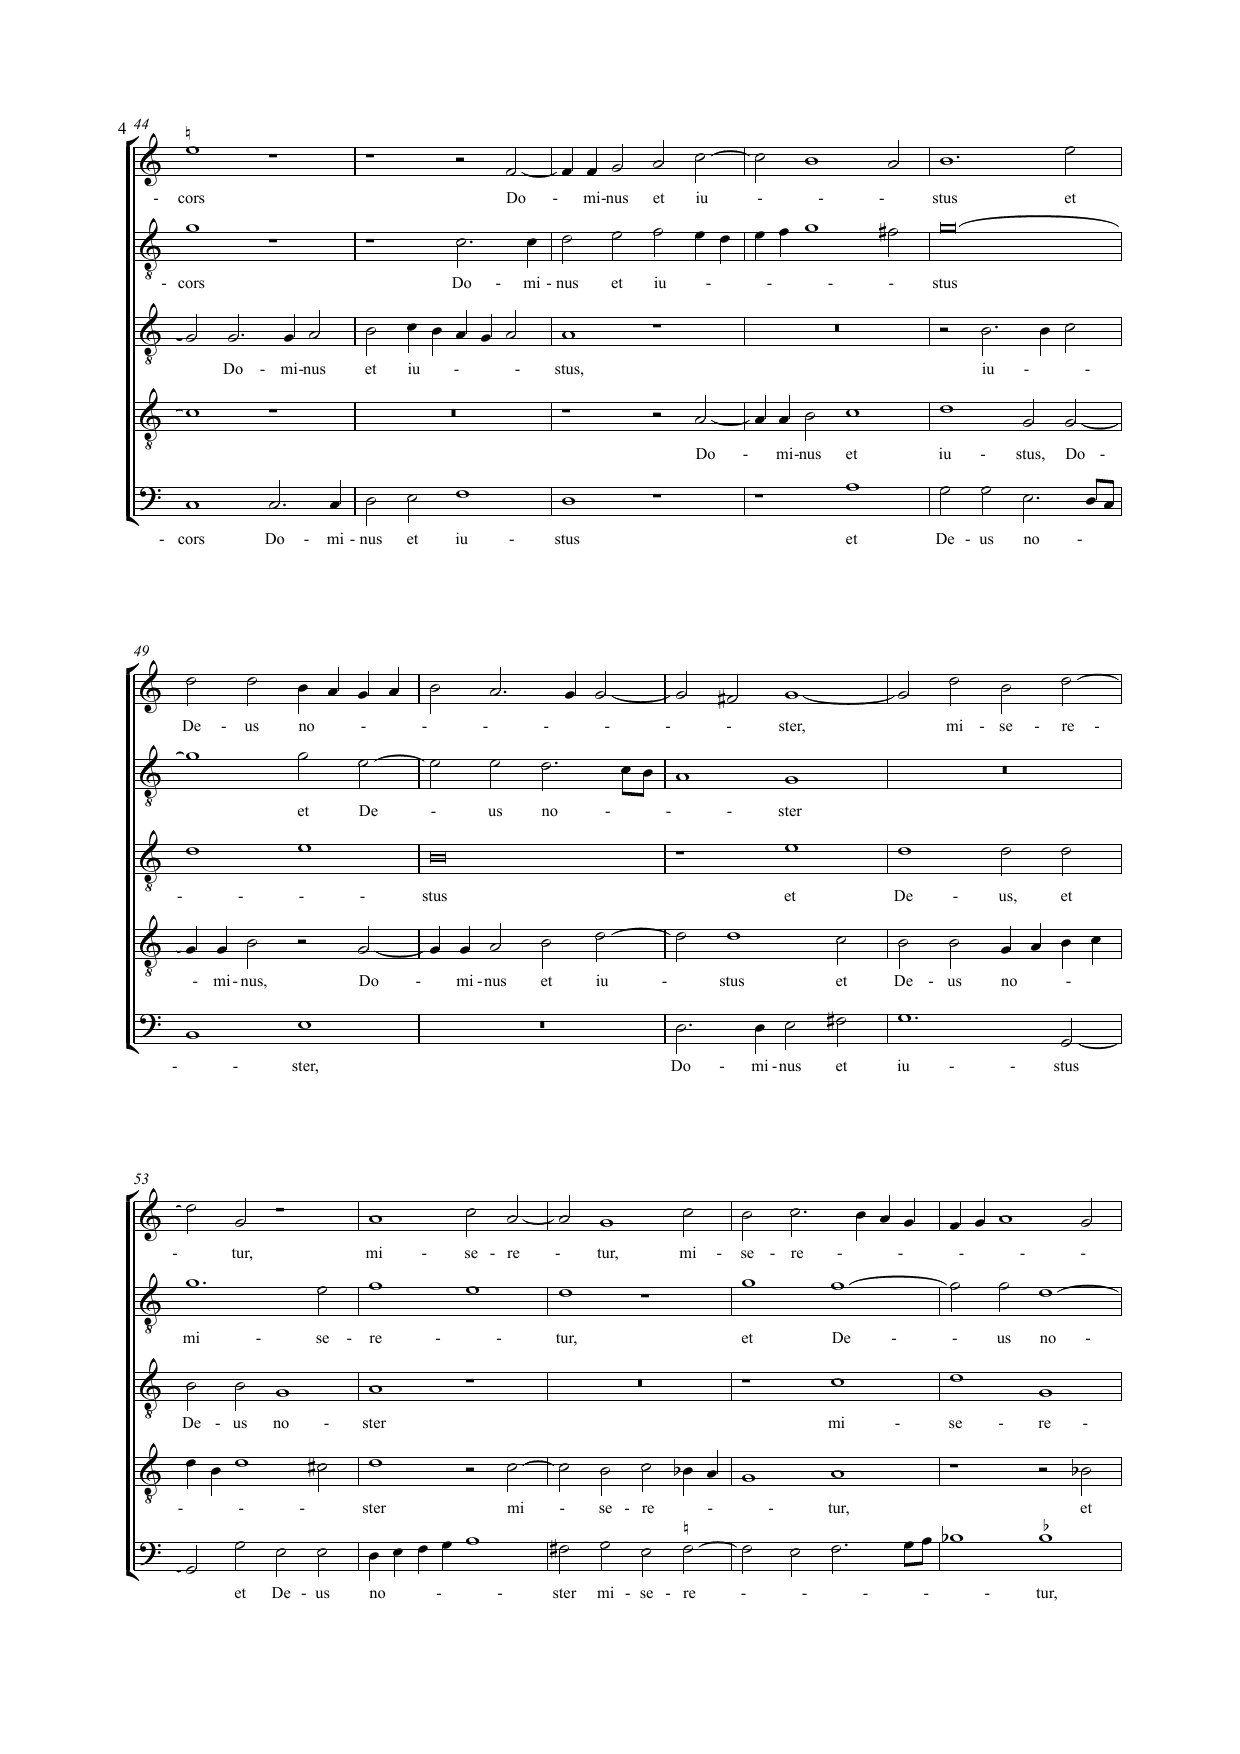 4 44
- cors Do - mi-nus et iu - - - stus et
- cors Do - mi - nus et iu - - - - stus
Do - mi-nus et iu - - stus, iu - -
Do - mi-nus et iu - stus, Do -
- cors Do - mi - nus et iu - stus et De - us no -
49
De - us no - - - - - - ster, mi - se - re -
et De - us no - - - ster
- - - - stus et De - us, et
- mi - nus, Do - mi - nus et iu - stus et De - us no -
- - ster, Do - mi - nus et iu - - stus
53
- tur, mi - se - re - tur, mi - se - re - - - - - -
mi - se - re - - tur, et De - - us no -
De - us no - ster mi - se - re -
- - - ster mi - se - re - - tur, et
et De - us no - - ster mi - se - re - - - - - tur,